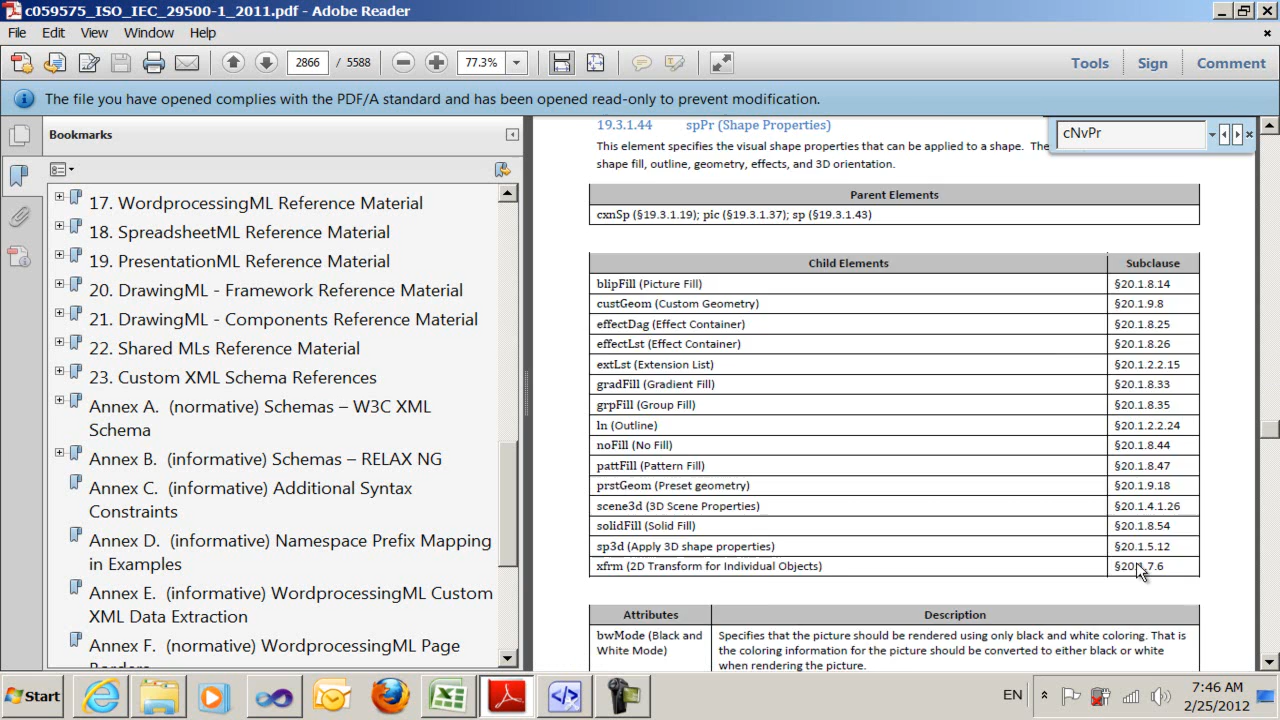 c059575_ISO_IEC_29500-1_2011.pdf - Adobe Reader
File Edit View Window Help
2866 / 5588 77.3% Tools Sign Comment
The file you have opened complies with the PDF/A standard and has been opened read-only to prevent modification.
Bookmarks
17. WordprocessingML Reference Material
18. SpreadsheetML Reference Material
19. PresentationML Reference Material
20. DrawingML - Framework Reference Material
21. DrawingML - Components Reference Material
22. Shared MLs Reference Material
23. Custom XML Schema References
Annex A. (normative) Schemas – W3C XML
Schema
Annex B. (informative) Schemas – RELAX NG
Annex C. (informative) Additional Syntax
Constraints
Annex D. (informative) Namespace Prefix Mapping
in Examples
Annex E. (informative) WordprocessingML Custom
XML Data Extraction
Annex F. (informative) WordprocessingML Page
Borders
cNvPr
19.3.1.44 spPr (Shape Properties)
This element specifies the visual shape properties that can be applied to a shape. The
shape fill, outline, geometry, effects, and 3D orientation.
Parent Elements
cxnSp (§19.3.1.19); pic (§19.3.1.37); sp (§19.3.1.43)
Child Elements Subclause
blipFill (Picture Fill) §20.1.8.14
custGeom (Custom Geometry) §20.1.9.8
effectDag (Effect Container) §20.1.8.25
effectLst (Effect Container) §20.1.8.26
extLst (Extension List) §20.1.2.2.15
gradFill (Gradient Fill) §20.1.8.33
grpFill (Group Fill) §20.1.8.35
ln (Outline) §20.1.2.2.24
noFill (No Fill) §20.1.8.44
pattFill (Pattern Fill) §20.1.8.47
prstGeom (Preset geometry) §20.1.9.18
scene3d (3D Scene Properties) §20.1.4.1.26
solidFill (Solid Fill) §20.1.8.54
sp3d (Apply 3D shape properties) §20.1.5.12
xfrm (2D Transform for Individual Objects) §20.1.7.6
Attributes Description
bwMode (Black and Specifies that the picture should be rendered using only black and white coloring. That is
White Mode) the coloring information for the picture should be converted to either black or white
when rendering the picture.
Start EN 7:46 AM
2/25/2012